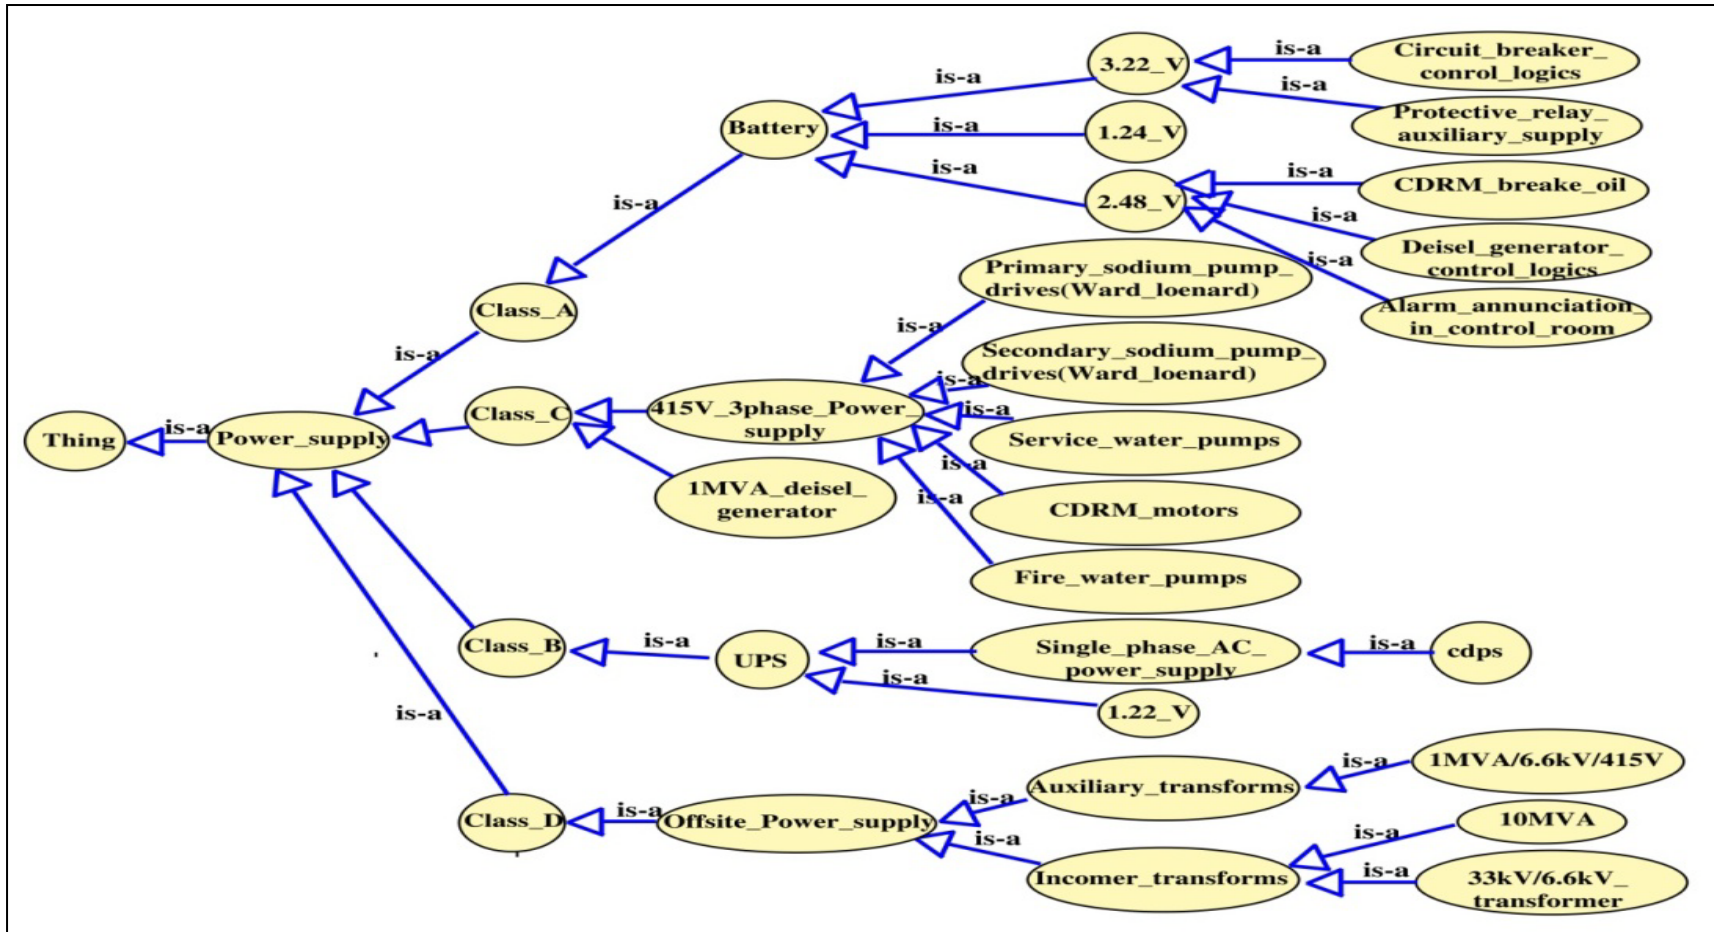 is-a
3.22_V
is-a
Circuit_breaker_
conrol_logics
is-a
Protective_relay_
auxiliary_supply
Battery
is-a
1.24_V
is-a
2.48_V
is-a
CDRM_breake_oil
is-a
Deisel_generator_
control_logics
is-a
Alarm_annunciation_
in_control_room
is-a
Class_A
is-a
Primary_sodium_pump_
drives(Ward_loenard)
is-a
Secondary_sodium_pump_
drives(Ward_loenard)
is-a
Thing
is-a
Power_supply
Class_C
415V_3phase_Power_
supply
is-a
Service_water_pumps
is-a
CDRM_motors
is-a
Fire_water_pumps
1MVA_deisel_
generator
Class_B
is-a
UPS
is-a
Single_phase_AC_
power_supply
is-a
cdps
is-a
1.22_V
is-a
Class_D
is-a
Offsite_Power_supply
is-a
Auxiliary_transforms
is-a
1MVA/6.6kV/415V
is-a
Incomer_transforms
is-a
10MVA
is-a
33kV/6.6kV_
transformer